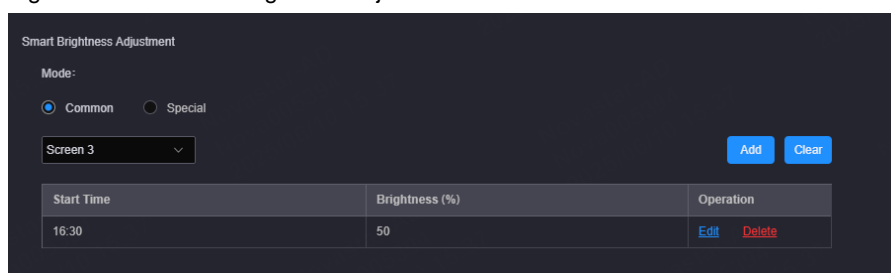 Smart Brightness Adjustment
Mode:
Common Special
Screen 3 Add Clear
Start Time Brightness (%) Operation
16:30 50 Edit Delete